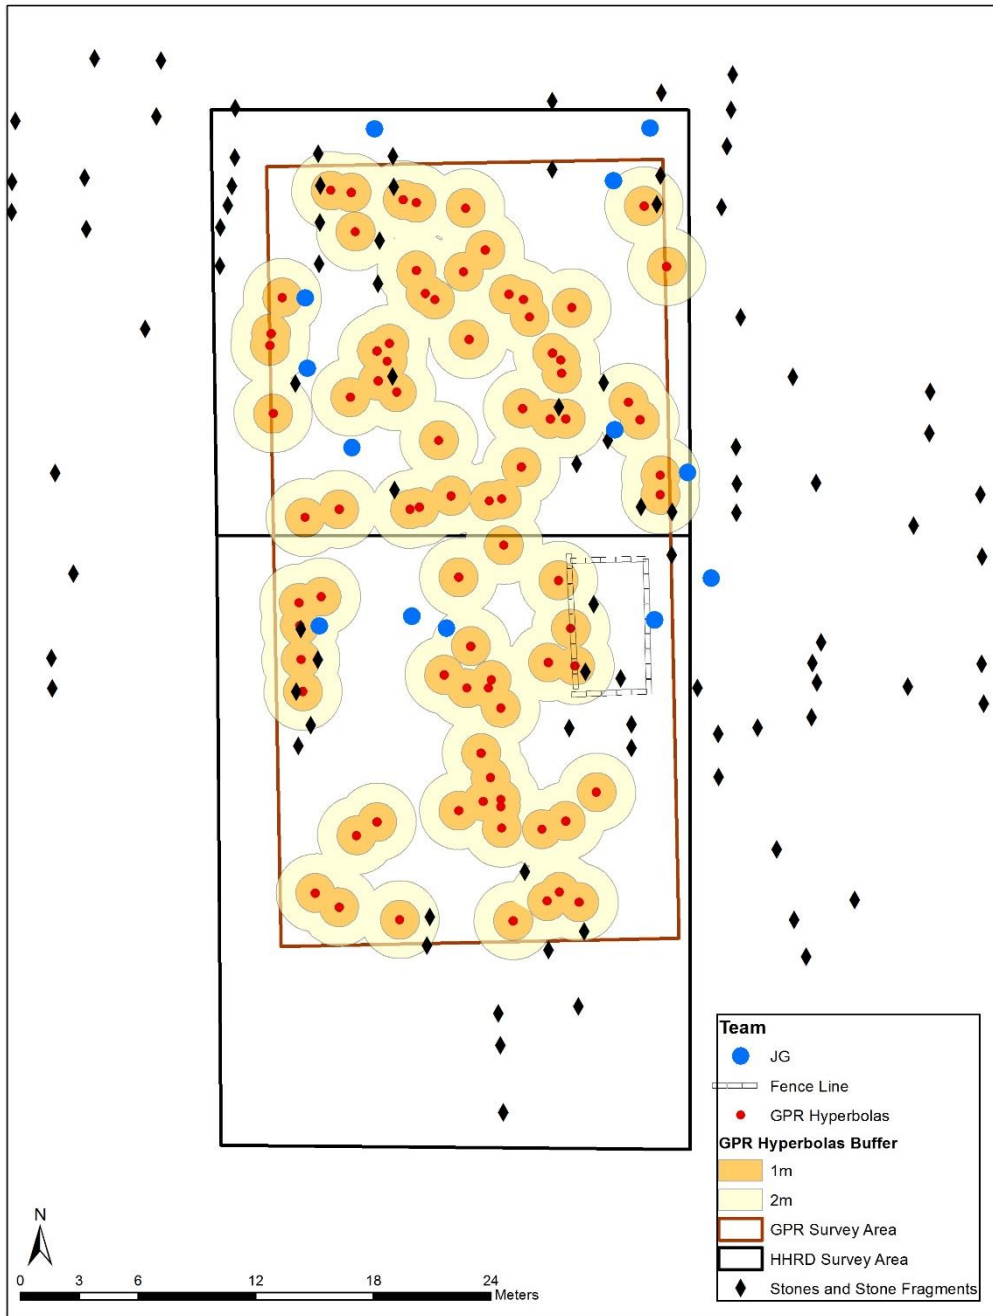 Team
JG
Fence Line
GPR Hyperbolas
GPR Hyperbolas Buffer
1m
2m
GPR Survey Area
HHRD Survey Area
Stones and Stone Fragments
N
0 3 6 12 18 24
Meters